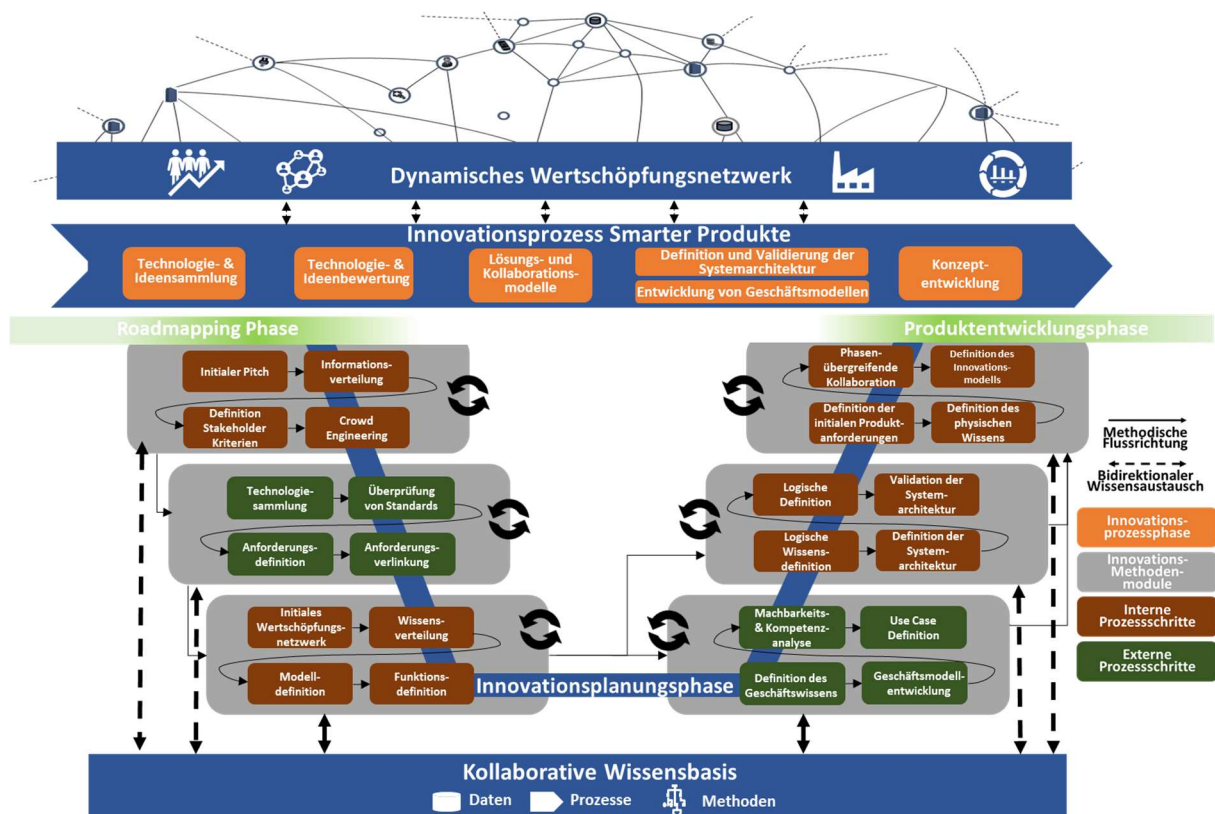 Dynamisches Wertschöpfungsnetzwerk
Innovationsprozess Smarter Produkte
Technologie- &
Ideensammlung
Technologie- &
Ideenbewertung
Lösungs- und
Kollaborations-
modelle
Definition und Validierung der
Systemarchitektur
Entwicklung von Geschäftsmodellen
Konzept-
entwicklung
Roadmapping Phase
Produktentwicklungsphase
Initialer Pitch
Informations-
verteilung
Definition
Stakeholder
Kriterien
Crowd
Engineering
Technologie-
sammlung
Überprüfung
von Standards
Anforderungs-
definition
Anforderungs-
verlinkung
Initiales
Wertschöpfungs-
netzwerk
Wissens-
verteilung
Modell-
definition
Funktions-
definition
Innovationsplanungsphase
Phasen-
übergreifende
Kollaboration
Definition des
Innovations-
modells
Definition der
initialen Produkt-
anforderungen
Definition des
physischen
Wissens
Logische
Definition
Validation der
System-
architektur
Logische
Wissens-
definition
Definition der
System-
architektur
Machbarkeits-
& Kompetenz-
analyse
Use Case
Definition
Definition des
Geschäftswissens
Geschäftsmodell-
entwicklung
Methodische
Flussrichtung
Bidirektionaler
Wissensaustausch
Innovations-
prozessphase
Innovations-
Methoden-
module
Interne
Prozessschritte
Externe
Prozessschritte
Kollaborative Wissensbasis
Daten
Prozesse
Methoden